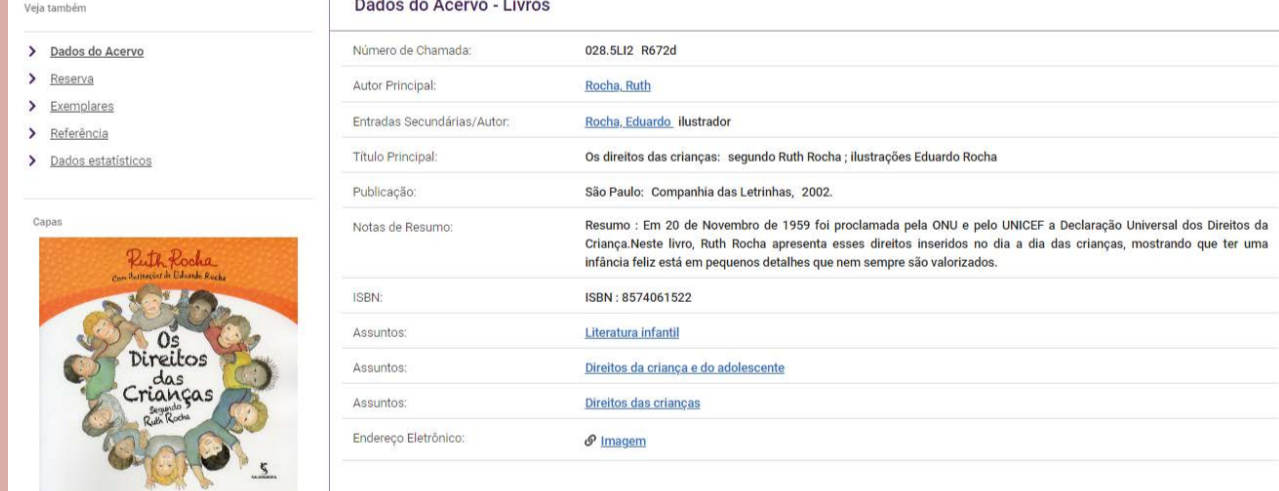 Veja também
Dados do Acervo
Reserva
Exemplares
Referência
Dados estatísticos
Capas
Ruth Rocha
Com ilustrações de Eduardo Rocha
Os
Direitos
das
Crianças
Segundo
Ruth Rocha
SALAMANDRA
Dados do Acervo - Livros
Número de Chamada: 028.5LI2 R672d
Autor Principal: Rocha, Ruth
Entradas Secundárias/Autor: Rocha, Eduardo ilustrador
Título Principal: Os direitos das crianças: segundo Ruth Rocha ; ilustrações Eduardo Rocha
Publicação: São Paulo: Companhia das Letrinhas, 2002.
Notas de Resumo: Resumo : Em 20 de Novembro de 1959 foi proclamada pela ONU e pelo UNICEF a Declaração Universal dos Direitos da
Criança.Neste livro, Ruth Rocha apresenta esses direitos inseridos no dia a dia das crianças, mostrando que ter uma
infância feliz está em pequenos detalhes que nem sempre são valorizados.
ISBN: ISBN : 8574061522
Assuntos: Literatura infantil
Assuntos: Direitos da criança e do adolescente
Assuntos: Direitos das crianças
Endereço Eletrônico: Imagem